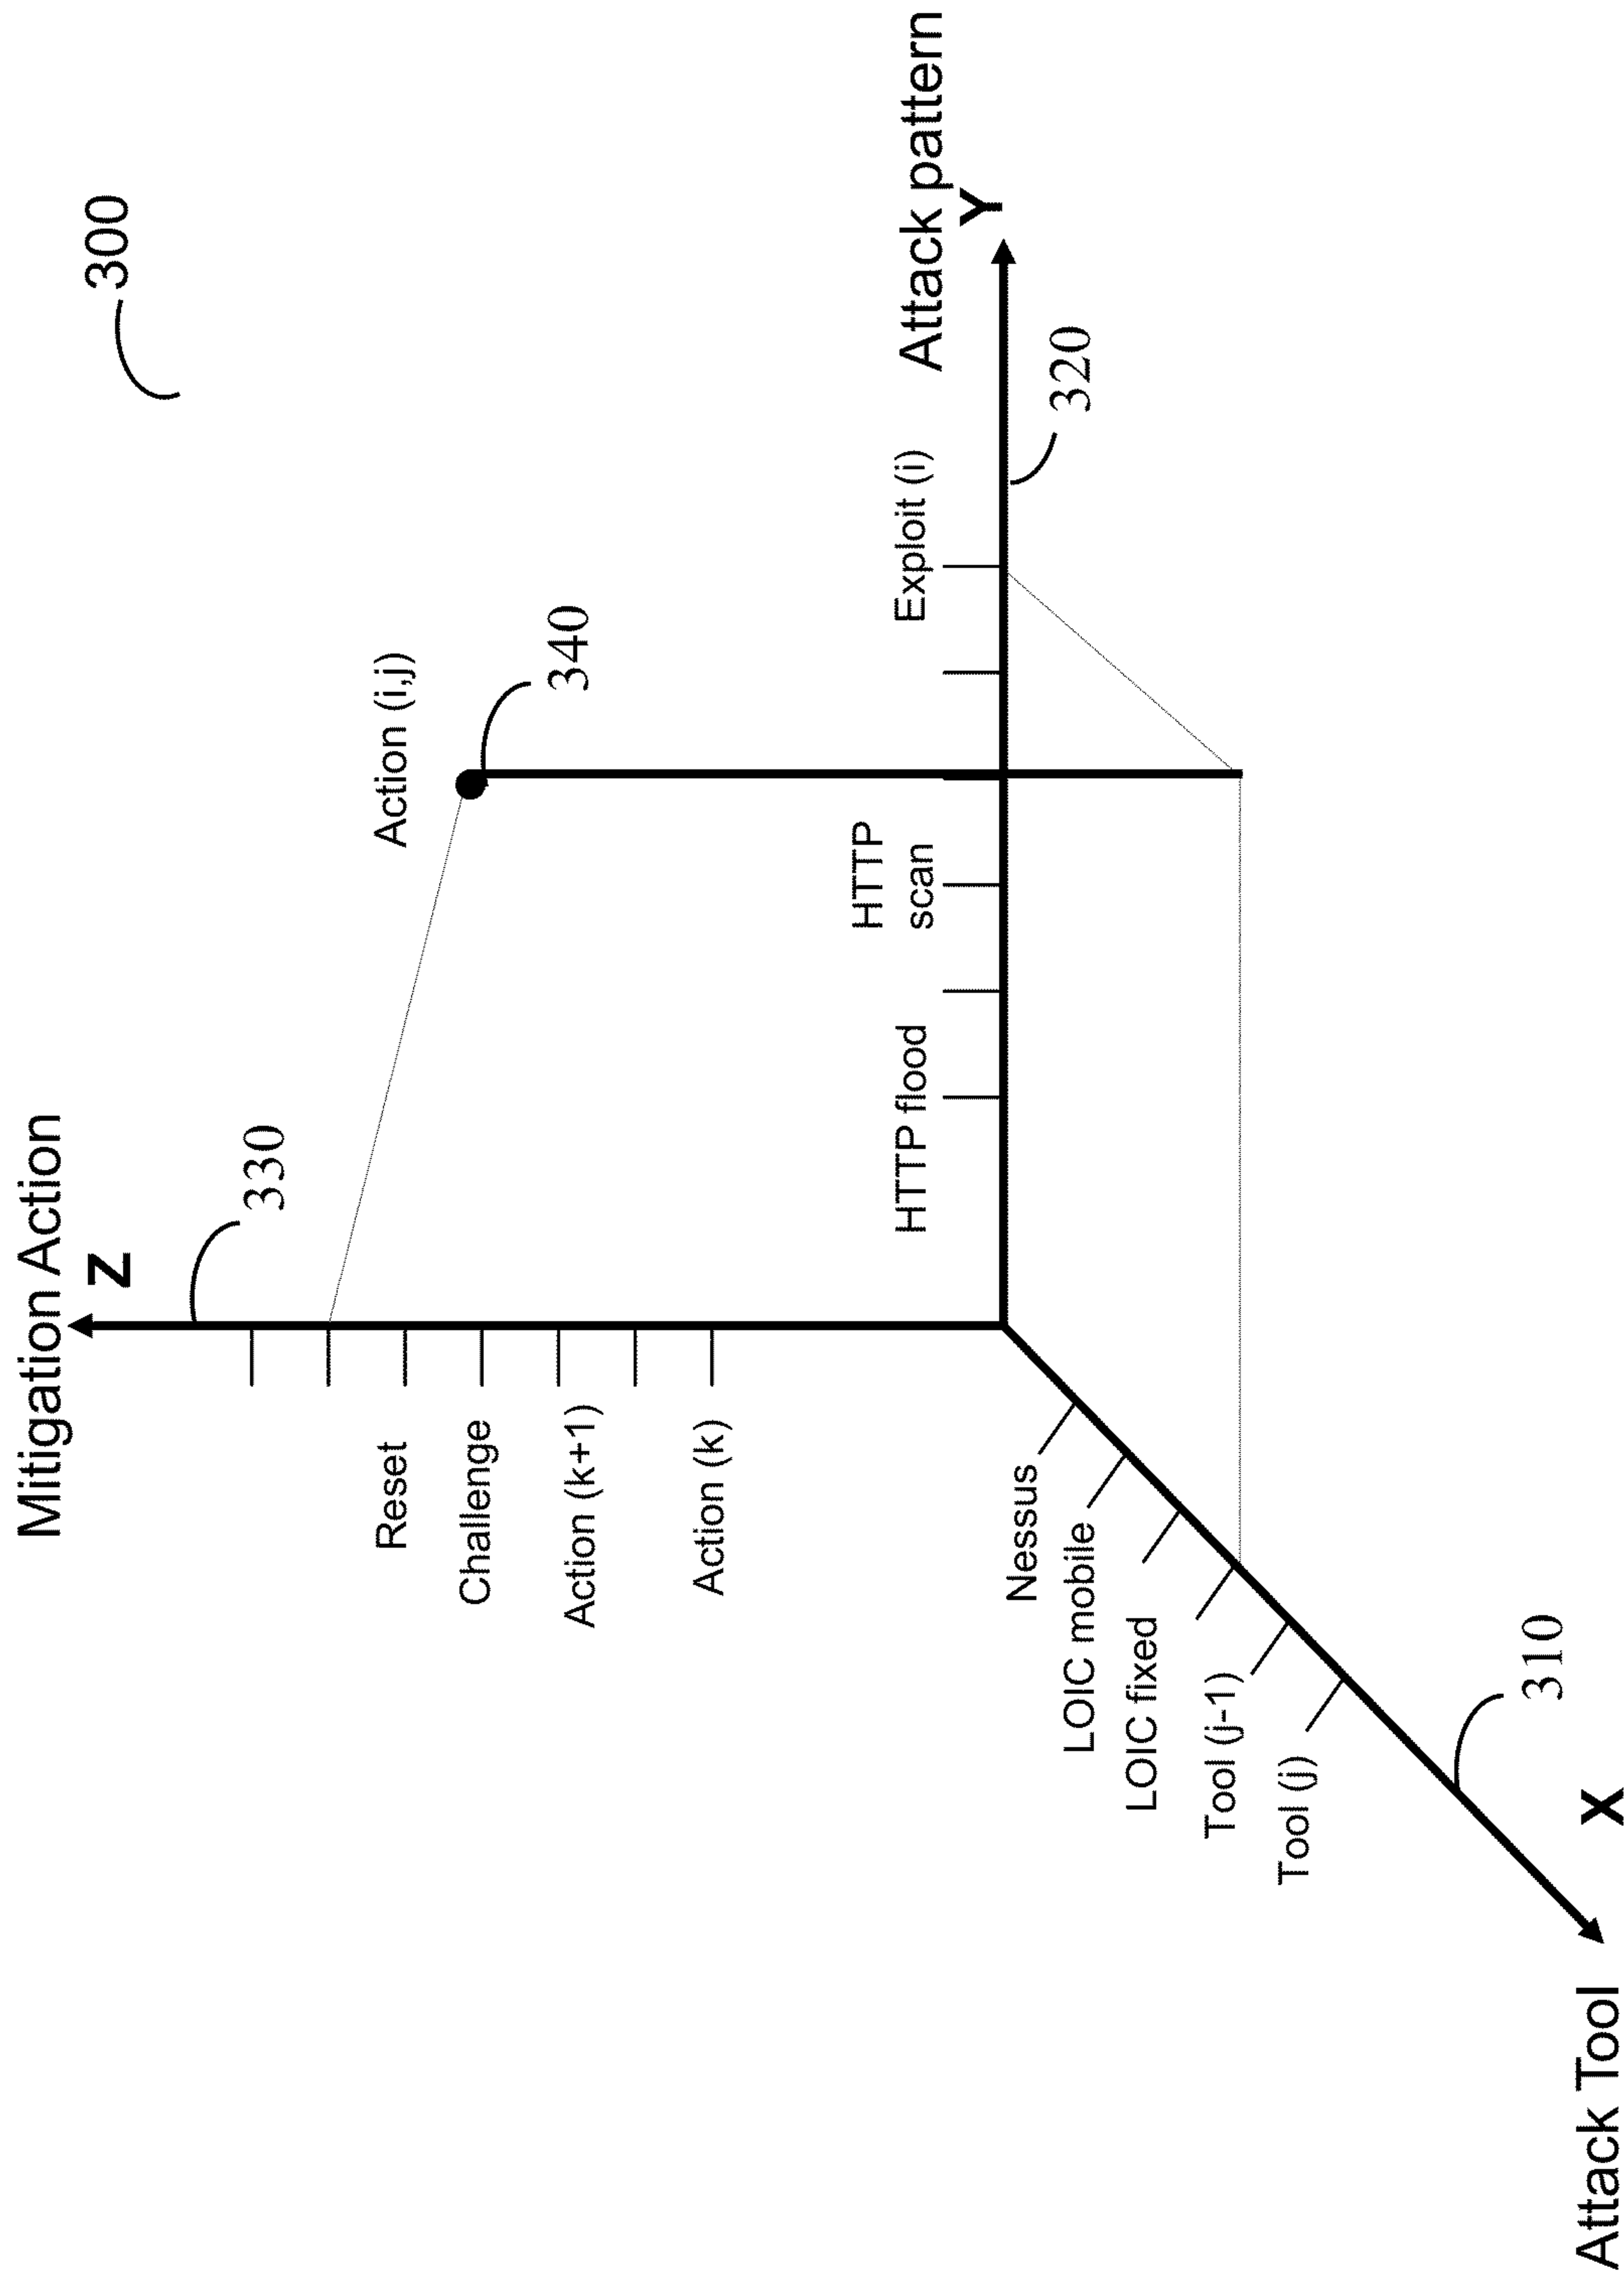 300
Mitigation Action
Z
330
Reset
Challenge
Action (k+1)
Action (k)
Action (i,j)
340
Attack pattern
Y
320
Exploit (i)
HTTP
scan
HTTP flood
Nessus
LOIC mobile
LOIC fixed
Tool (j-1)
Tool (j)
310
X
Attack Tool